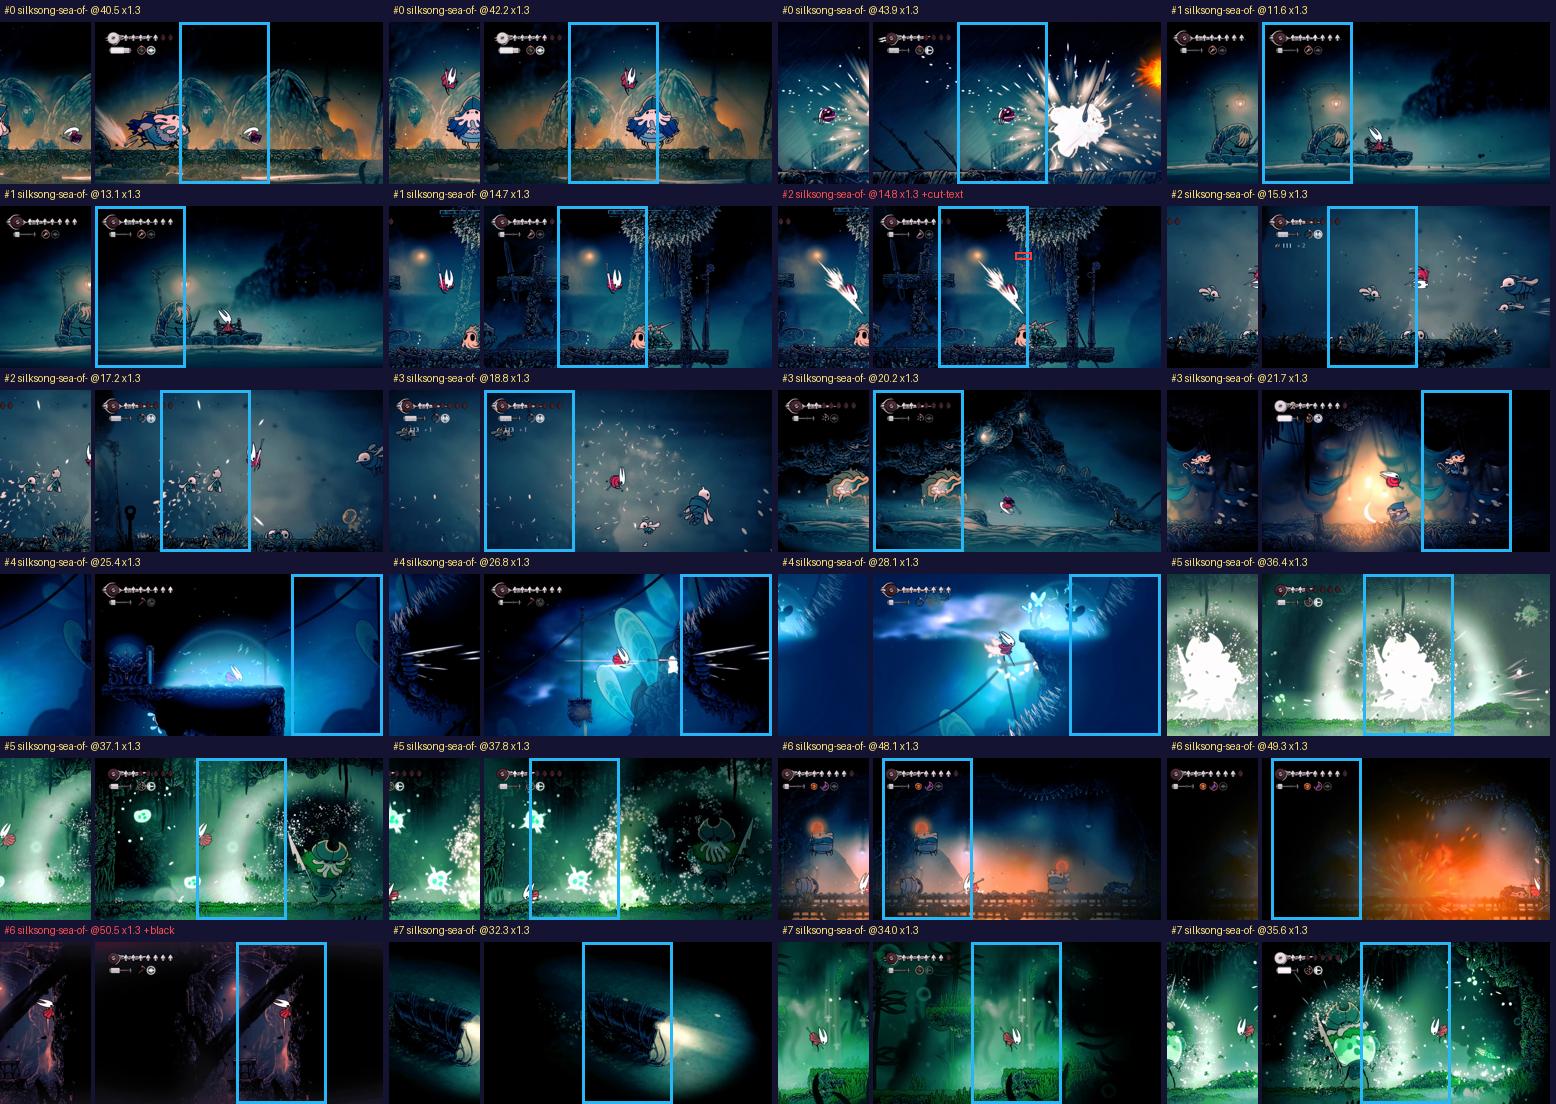 #0 silksong-sea-of- @40.5 x1.3
#0 silksong-sea-of- @42.2 x1.3
#0 silksong-sea-of- @43.9 x1.3
#1 silksong-sea-of- @11.6 x1.3
#1 silksong-sea-of- @13.1 x1.3
#1 silksong-sea-of- @14.7 x1.3
#2 silksong-sea-of- @14.8 x1.3 +cut-text
#2 silksong-sea-of- @15.9 x1.3
#2 silksong-sea-of- @17.2 x1.3
#3 silksong-sea-of- @18.8 x1.3
#3 silksong-sea-of- @20.2 x1.3
#3 silksong-sea-of- @21.7 x1.3
#4 silksong-sea-of- @25.4 x1.3
#4 silksong-sea-of- @26.8 x1.3
#4 silksong-sea-of- @28.1 x1.3
#5 silksong-sea-of- @36.4 x1.3
#5 silksong-sea-of- @37.1 x1.3
#5 silksong-sea-of- @37.8 x1.3
#6 silksong-sea-of- @48.1 x1.3
#6 silksong-sea-of- @49.3 x1.3
#6 silksong-sea-of- @50.5 x1.3 +black
#7 silksong-sea-of- @32.3 x1.3
#7 silksong-sea-of- @34.0 x1.3
#7 silksong-sea-of- @35.6 x1.3